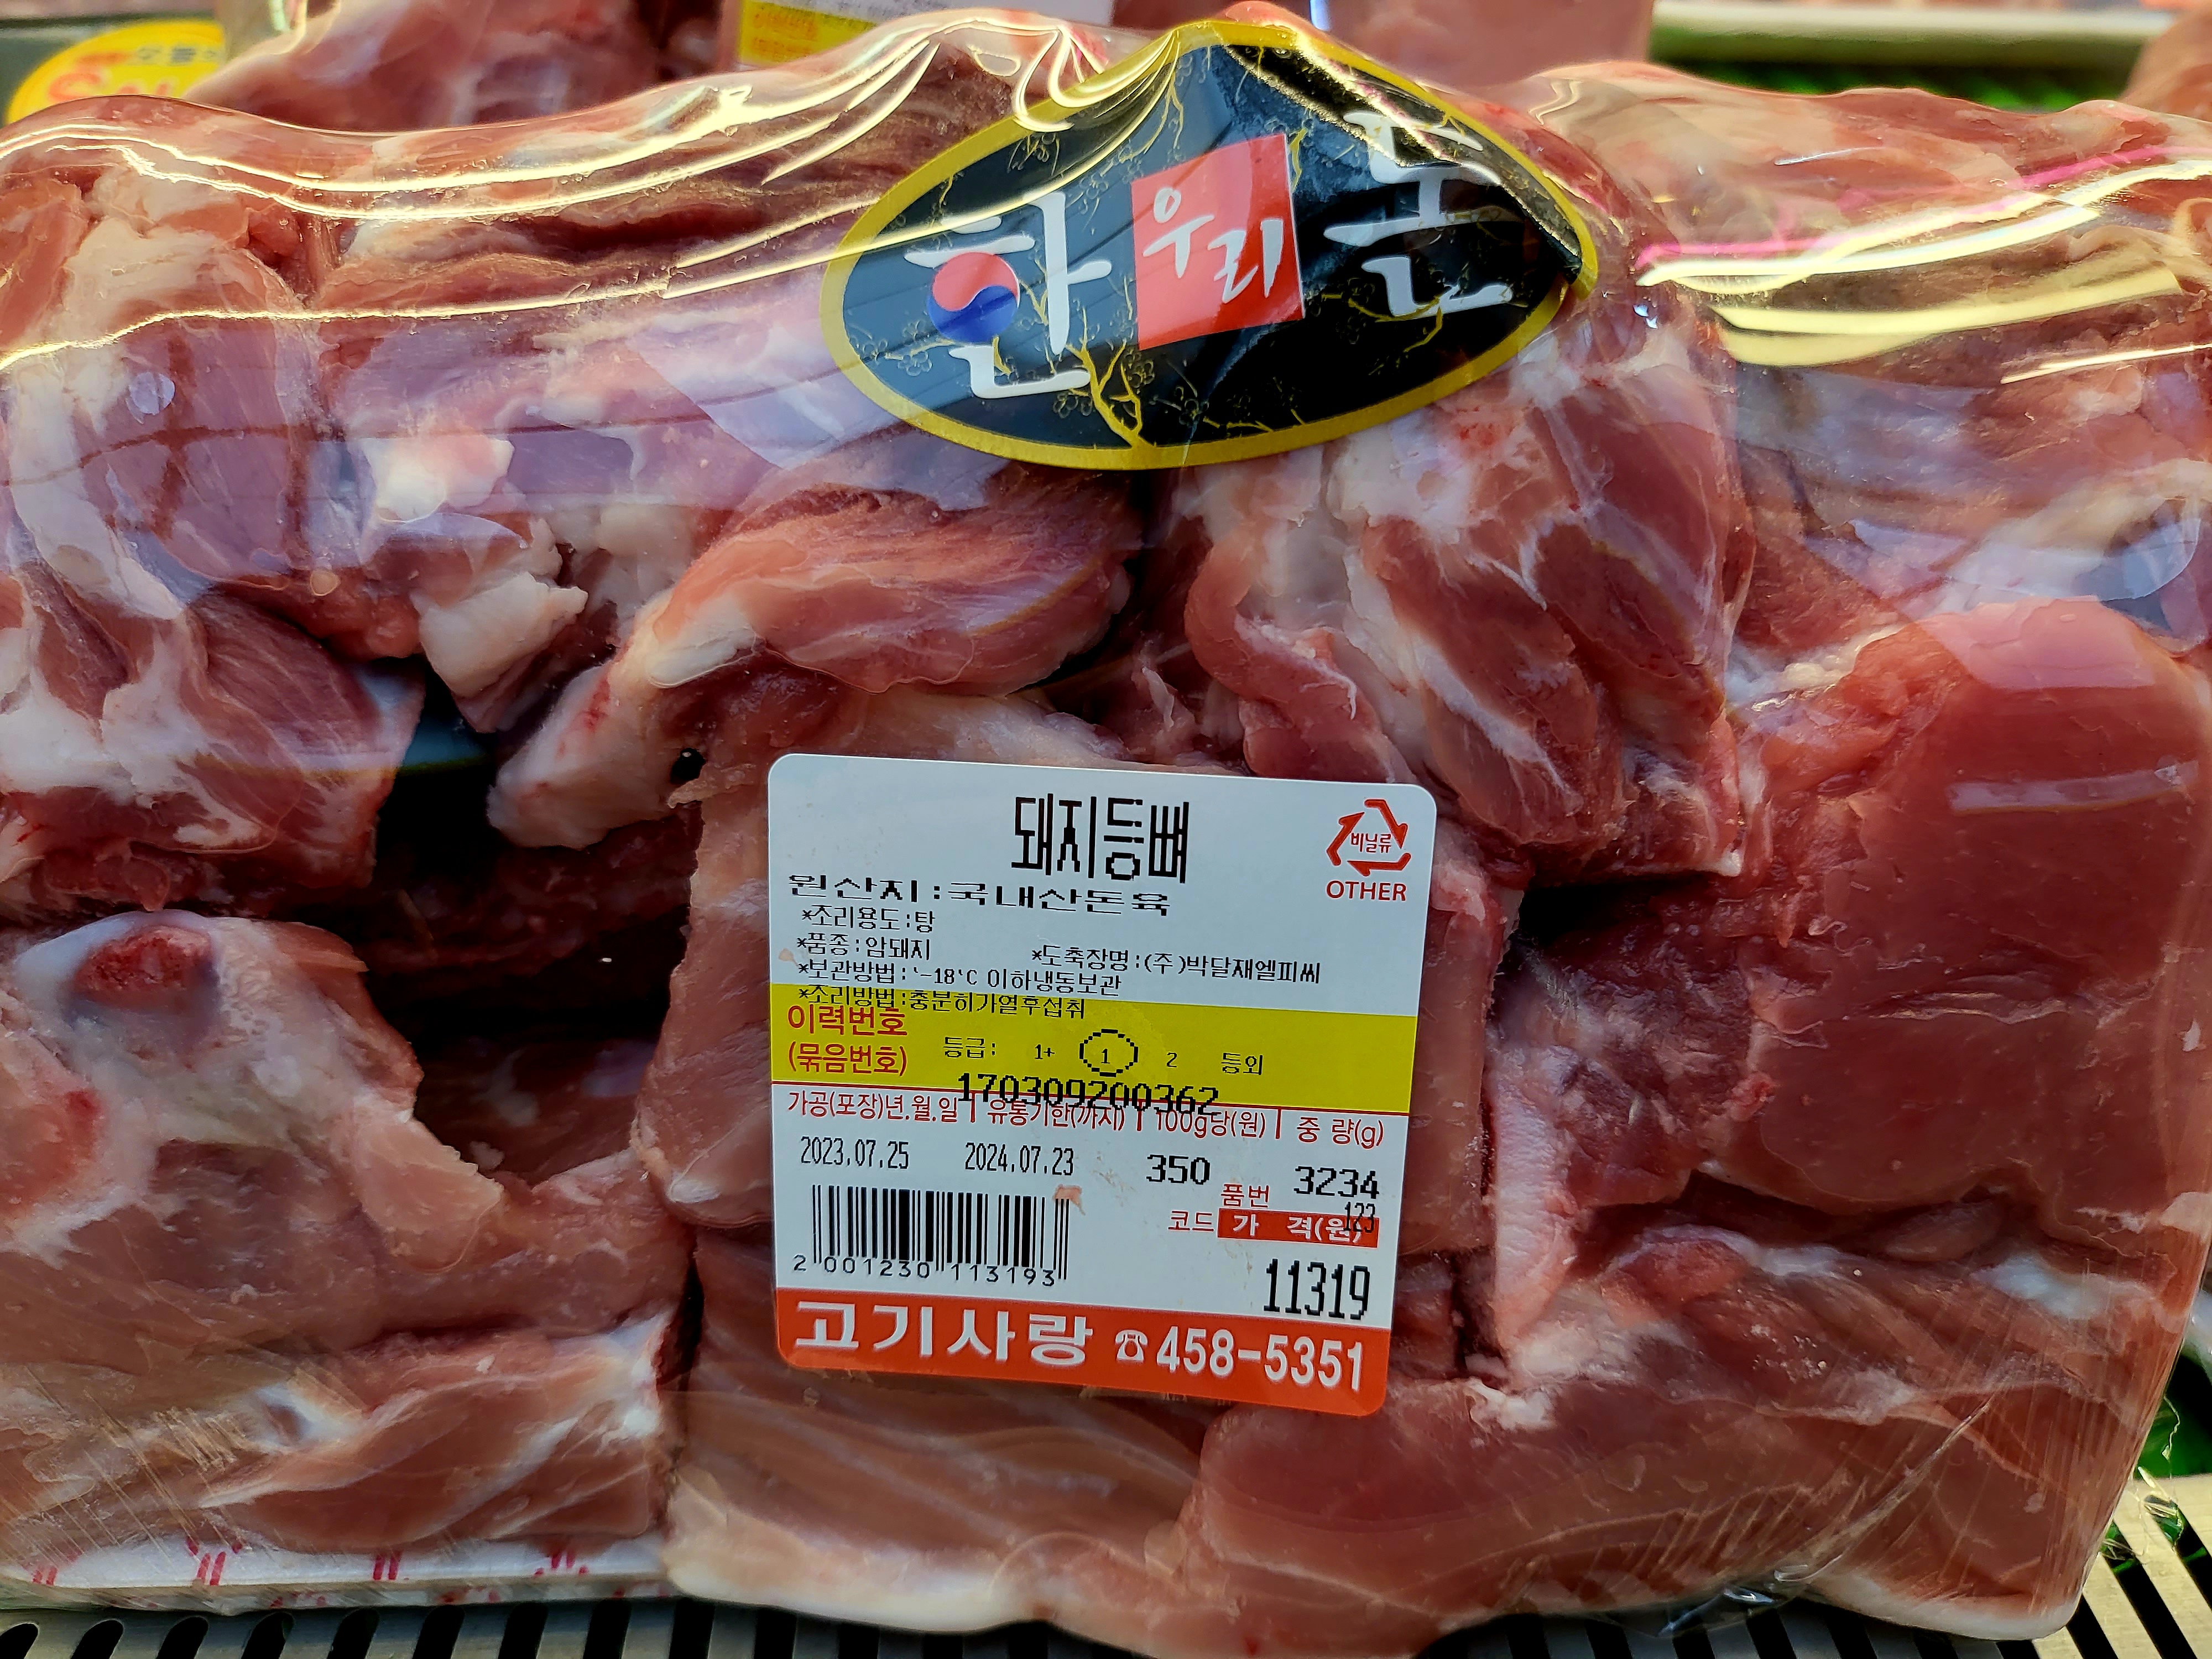 한우리돈
돼지등뼈
비닐류
OTHER
원산지:국내산돈육
*조리용도:탕
*품종:암돼지 *도축장명:(주)박달재엘피씨
*보관방법:'-18'C 이하냉동보관
*조리방법:충분히가열후섭취
이력번호
(묶음번호) 등급: 1+ 1 2 등외
170309200362
가공(포장)년.월.일 유통기한(까지) 100g당(원) 중 량(g)
2023.07.25 2024.07.23 350 3234
품번
코드 123
가 격(원)
2 001230 113193
11319
고기사랑 ☎458-5351